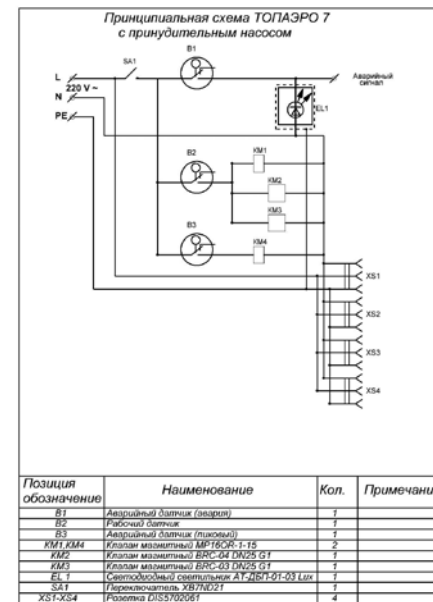 Принципиальная схема ТОПАЭРО 7
с принудительным насосом
B1
L
SA1
Аварийный
сигнал
220 V ~
N
EL1
PE
B2
KM1
KM2
KM3
B3
KM4
XS1
XS2
XS3
XS4
Позиция обозначение Наименование Кол. Примечани
B1 Аварийный датчик (авария) 1
B2 Рабочий датчик 1
B3 Аварийный датчик (пиковый) 1
KM1,KM4 Клапан магнитный MP16OR-1-15 2
KM2 Клапан магнитный BRC-04 DN25 G1 1
KM3 Клапан магнитный BRC-03 DN25 G1 1
EL 1 Светодиодный светильник АТ-ДБП-01-03 Lux 1
SA1 Переключатель XB7ND21 1
XS1-XS4 Розетка DIS5702061 4